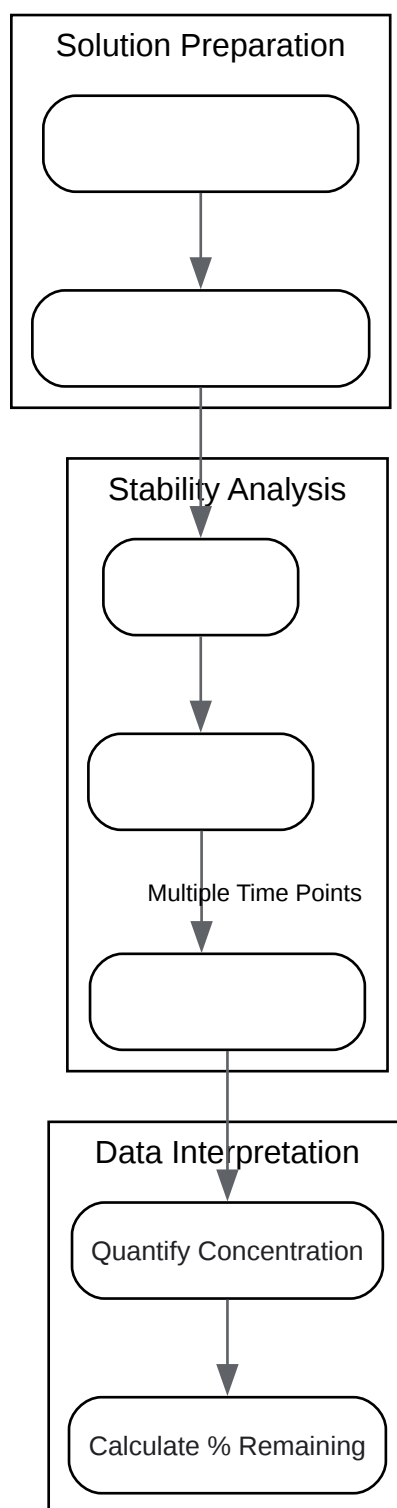 Solution Preparation
Stability Analysis
Multiple Time Points
Data Interpretation
Quantify Concentration
Calculate % Remaining